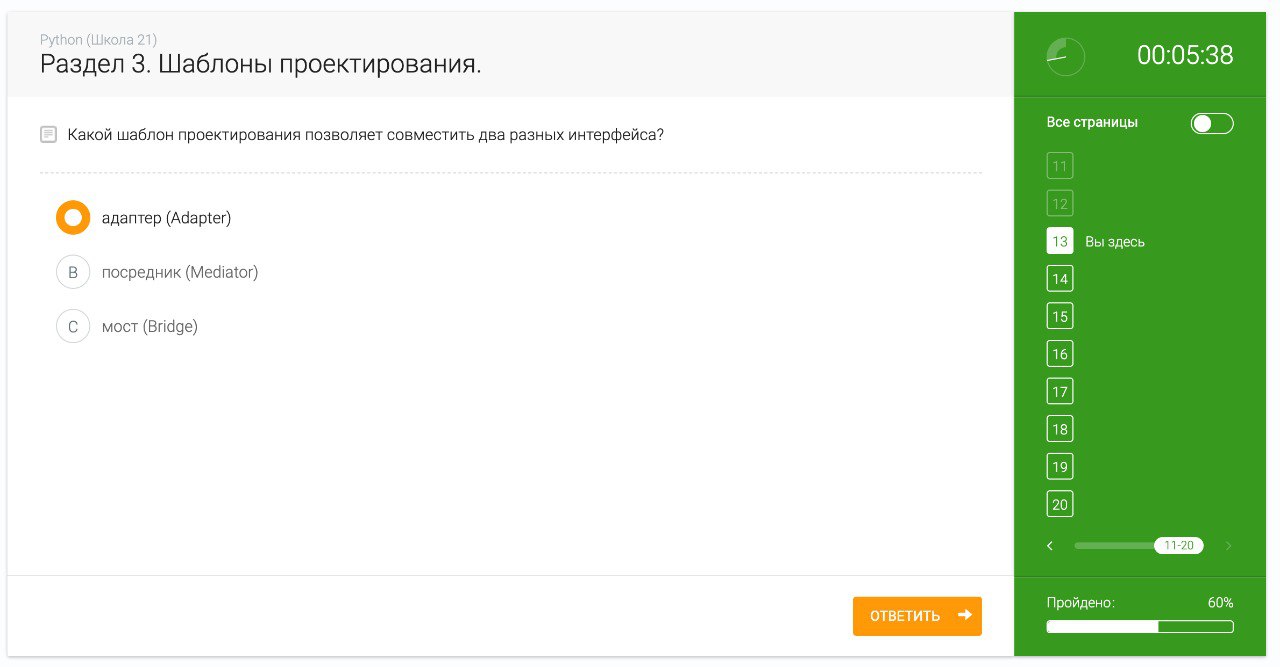 Python (Школа 21)
Раздел 3. Шаблоны проектирования.
Какой шаблон проектирования позволяет совместить два разных интерфейса?
адаптер (Adapter)
B посредник (Mediator)
C мост (Bridge)
ОТВЕТИТЬ
00:05:38
Все страницы
11
12
13 Вы здесь
14
15
16
17
18
19
20
11-20
Пройдено: 60%